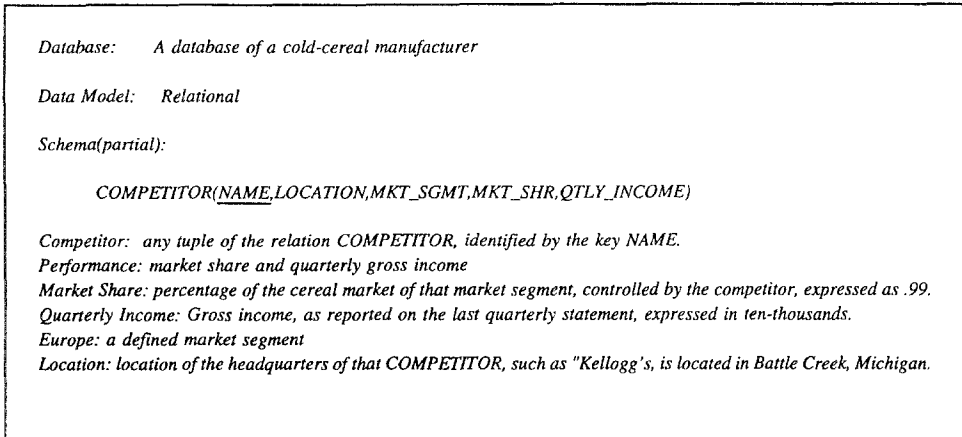 Database: A database of a cold-cereal manufacturer
Data Model: Relational
Schema(partial):
COMPETITOR(NAME,LOCATION,MKT_SGMT,MKT_SHR,QTLY_INCOME)
Competitor: any tuple of the relation COMPETITOR, identified by the key NAME.
Performance: market share and quarterly gross income
Market Share: percentage of the cereal market of that market segment, controlled by the competitor, expressed as .99.
Quarterly Income: Gross income, as reported on the last quarterly statement, expressed in ten-thousands.
Europe: a defined market segment
Location: location of the headquarters of that COMPETITOR, such as "Kellogg's, is located in Battle Creek, Michigan.